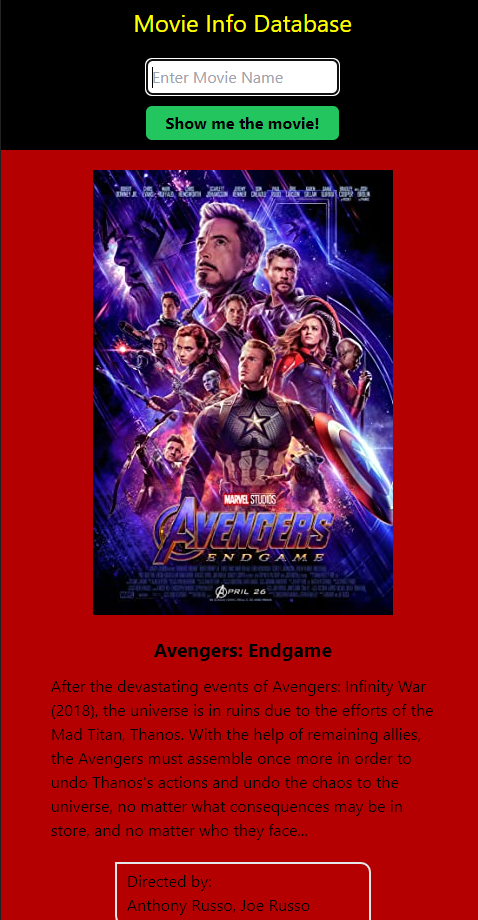 Movie Info Database
Enter Movie Name
Show me the movie!
MARVEL STUDIOS
AVENGERS
ENDGAME
APRIL 26
Avengers: Endgame
After the devastating events of Avengers: Infinity War
(2018), the universe is in ruins due to the efforts of the
Mad Titan, Thanos. With the help of remaining allies,
the Avengers must assemble once more in order to
undo Thanos's actions and undo the chaos to the
universe, no matter what consequences may be in
store, and no matter who they face...
Directed by:
Anthony Russo, Joe Russo